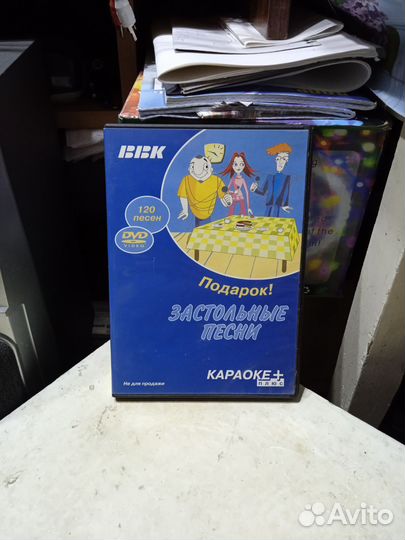 BBK
120
песен
DVD
VIDEO
Подарок!
ЗАСТОЛЬНЫЕ
ПЕСНИ
Не для продажи
КАРАОКЕ+
ПЛЮС
Avito